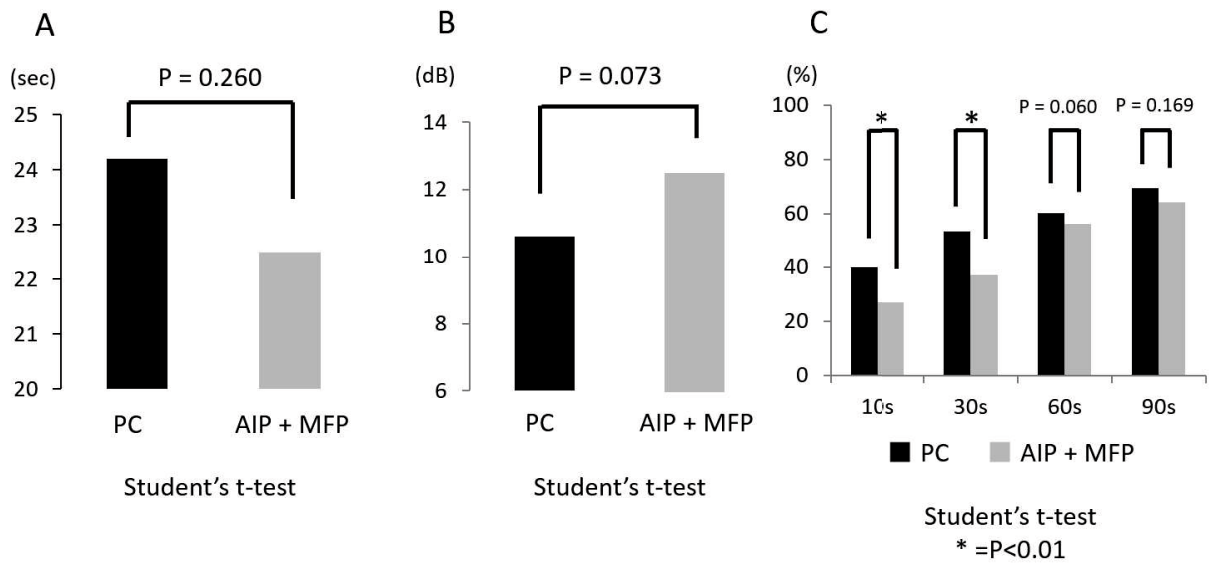 A
(sec)
P = 0.260
25
24
23
22
21
20
PC
AIP + MFP
Student's t-test
B
(dB)
P = 0.073
14
12
10
8
6
PC
AIP + MFP
Student's t-test
C
(%)
100
80
60
40
20
0
*
*
P = 0.060
P = 0.169
10s
30s
60s
90s
PC
AIP + MFP
Student's t-test
* =P<0.01